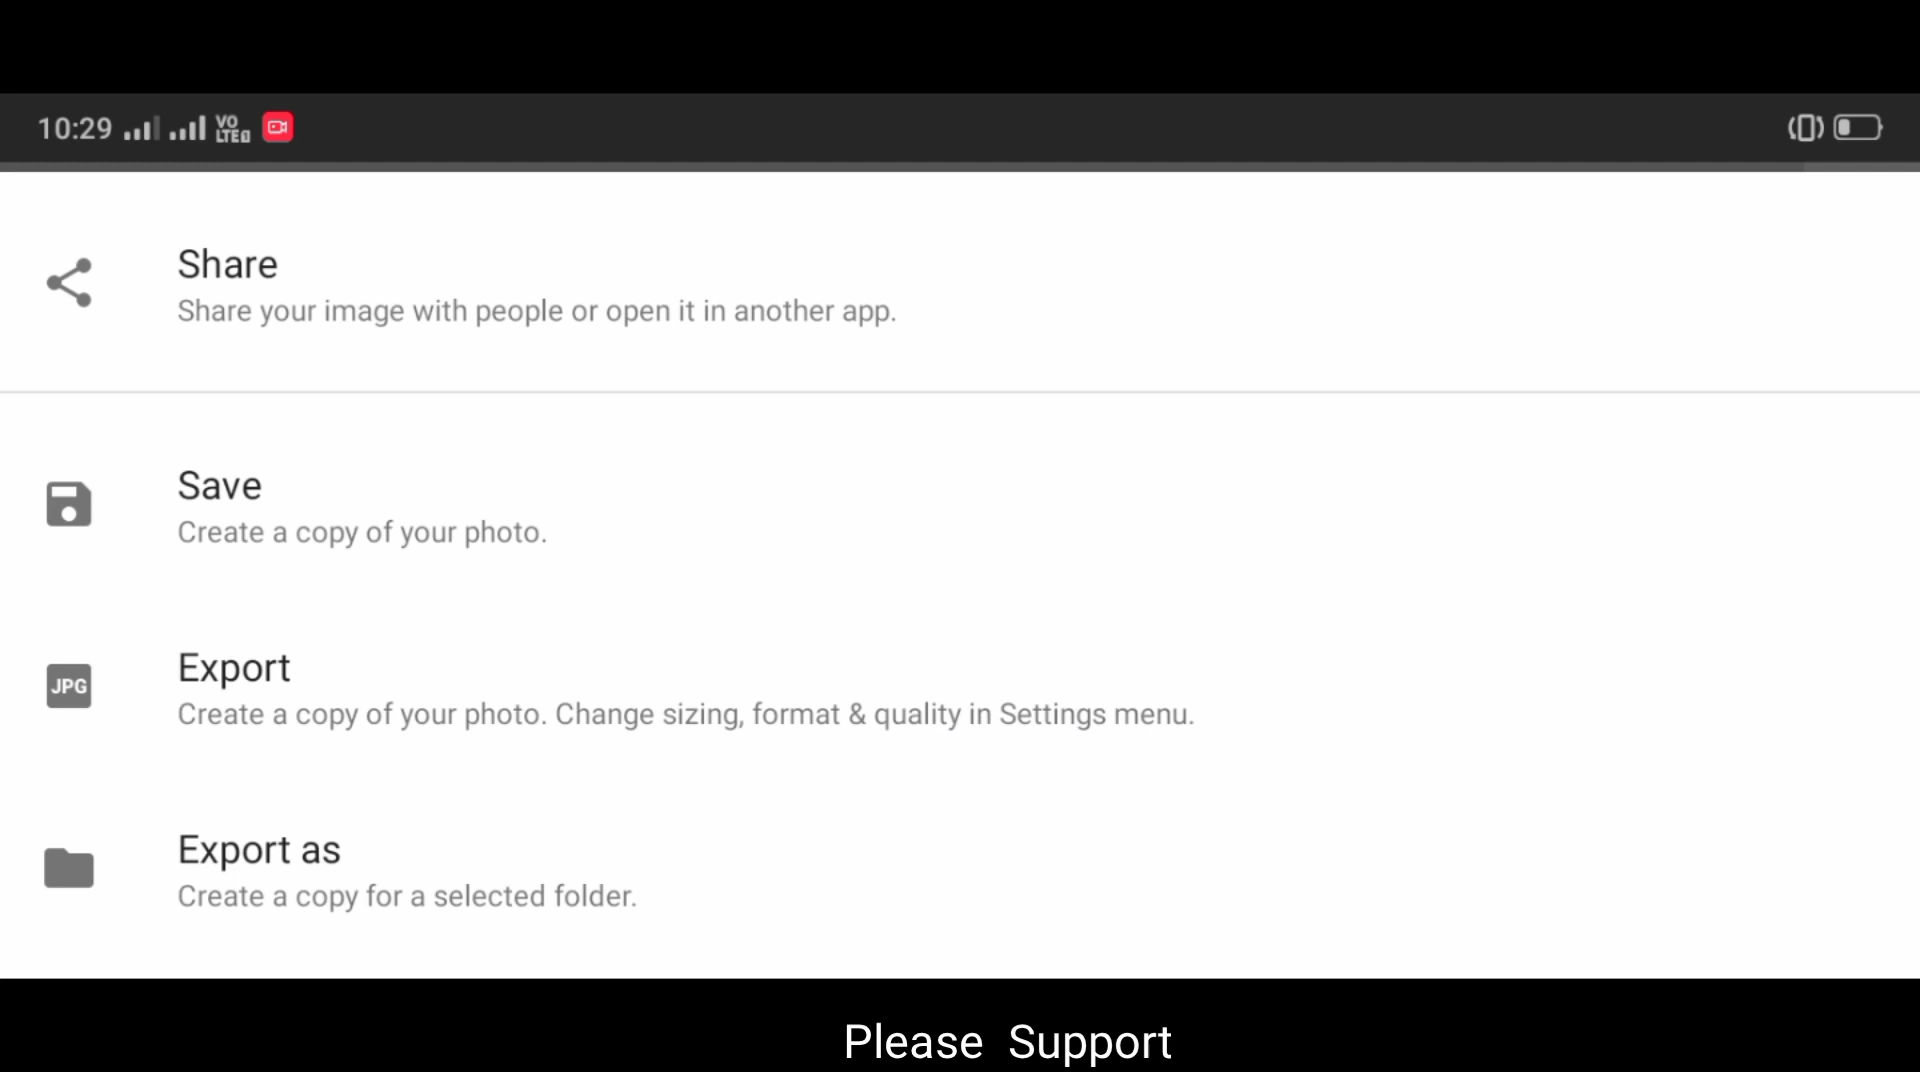 10:29 VO LTE
Share
Share your image with people or open it in another app.
Save
Create a copy of your photo.
JPG
Export
Create a copy of your photo. Change sizing, format & quality in Settings menu.
Export as
Create a copy for a selected folder.
Please Support